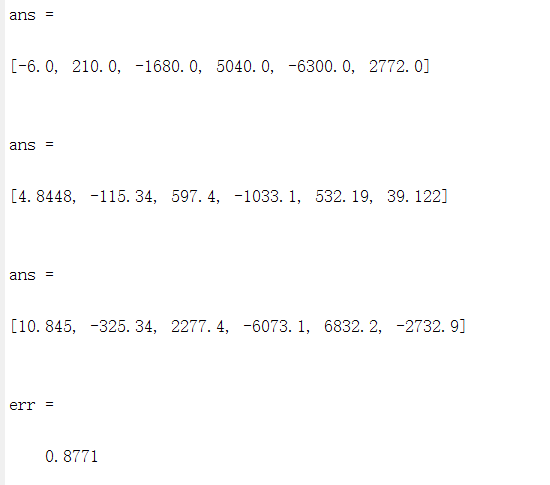 ans =
[-6.0, 210.0, -1680.0, 5040.0, -6300.0, 2772.0]
ans =
[4.8448, -115.34, 597.4, -1033.1, 532.19, 39.122]
ans =
[10.845, -325.34, 2277.4, -6073.1, 6832.2, -2732.9]
err =
0.8771